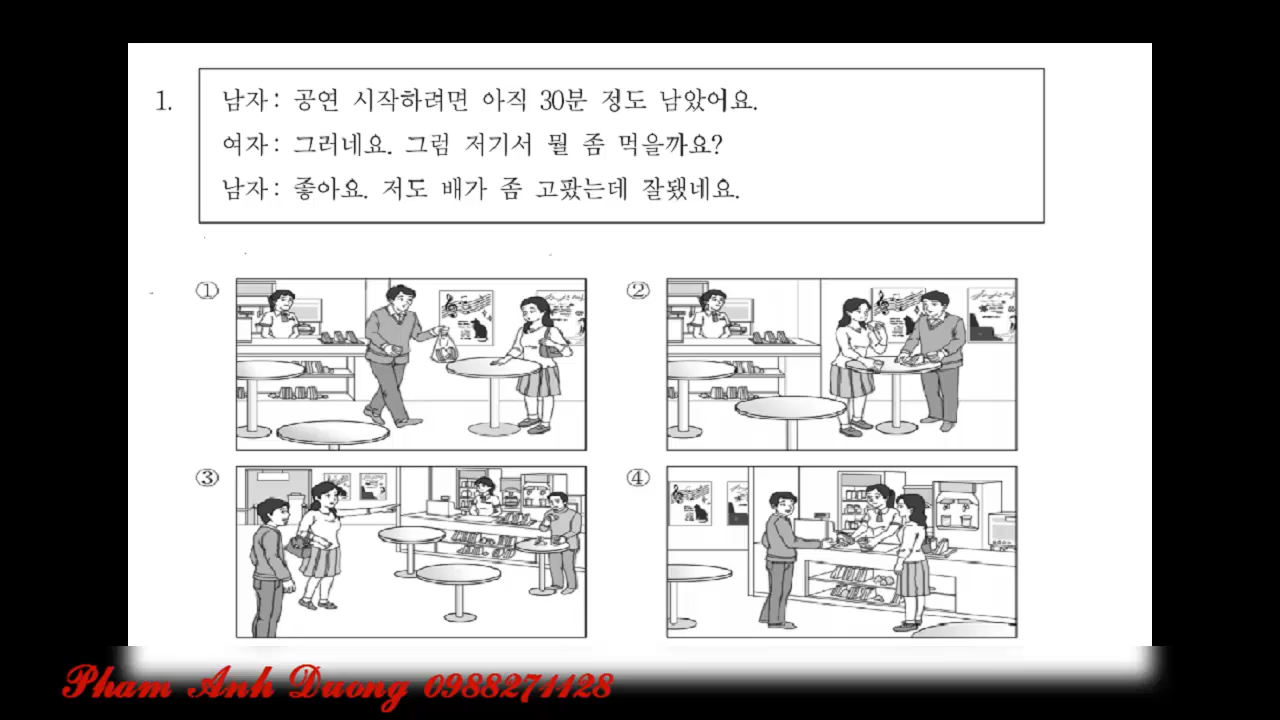 1.
남자: 공연 시작하려면 아직 30분 정도 남았어요.
여자: 그러네요. 그럼 저기서 뭘 좀 먹을까요?
남자: 좋아요. 저도 배가 좀 고팠는데 잘됐네요.
① ②
③ ④
Pham Anh Duong 0988271128